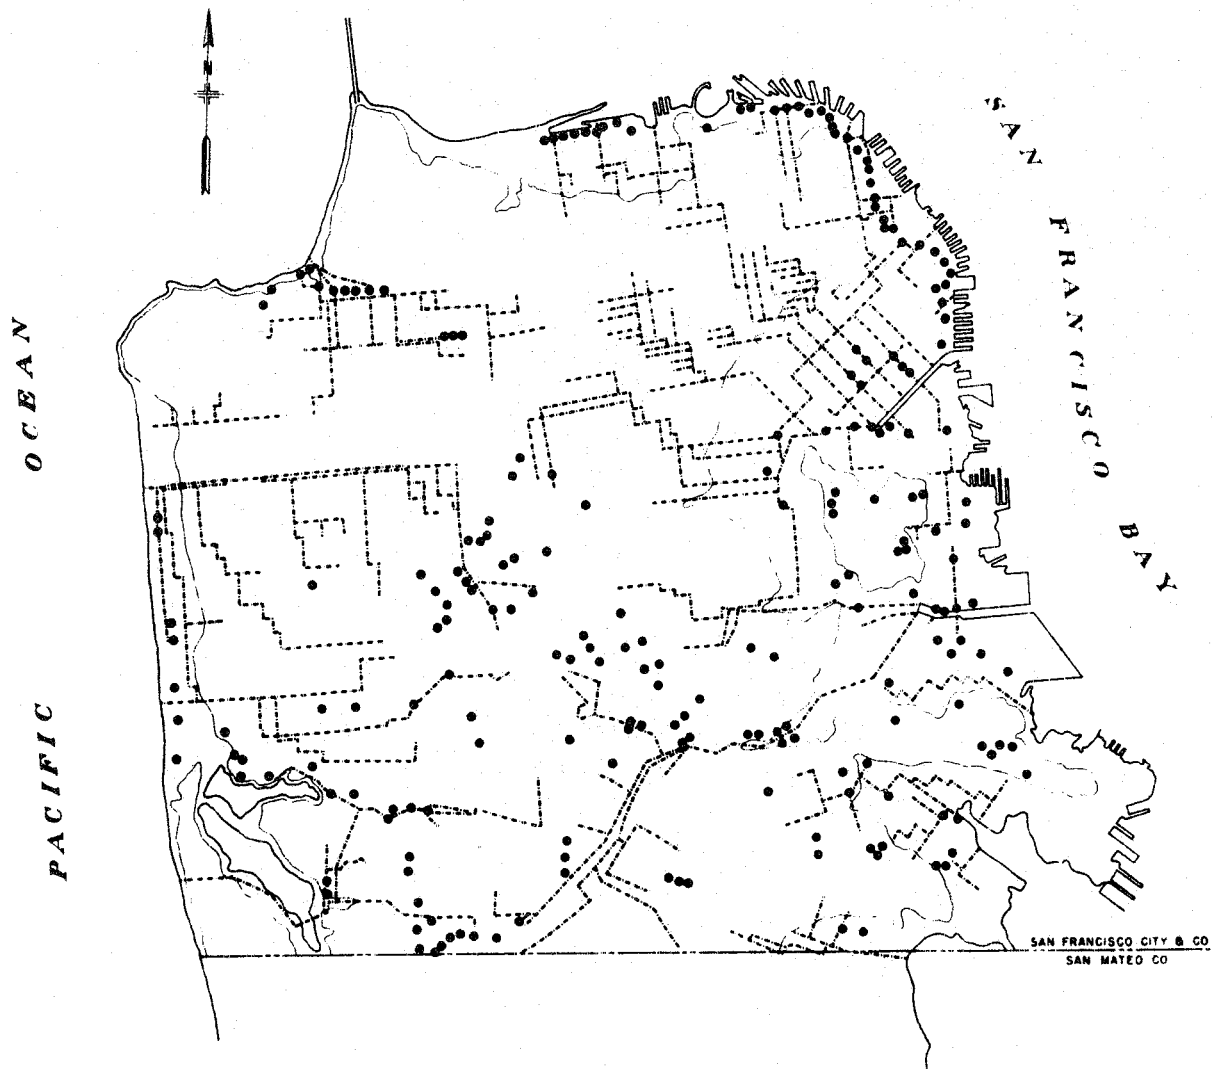 N
SAN FRANCISCO BAY
PACIFIC OCEAN
SAN FRANCISCO CITY & CO
SAN MATEO CO